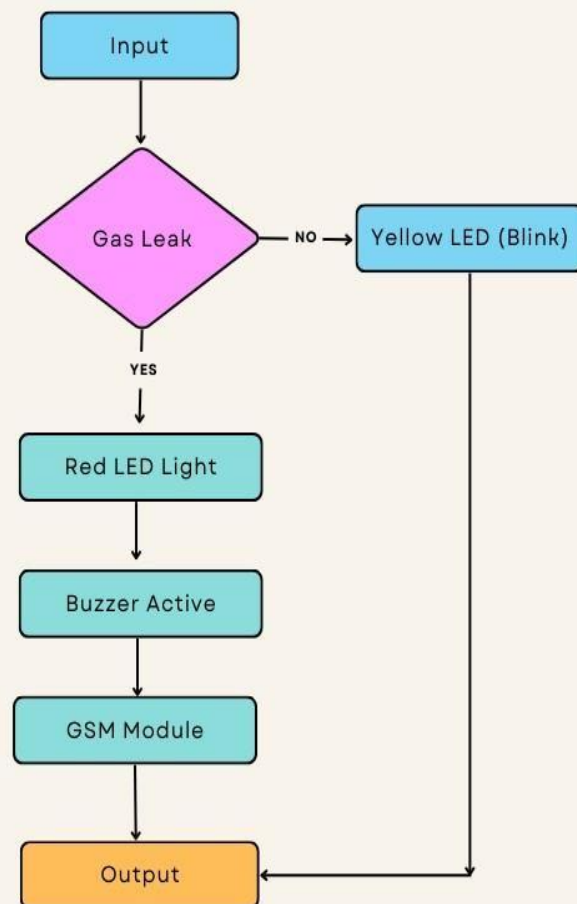 Input
Gas Leak
NO
Yellow LED (Blink)
YES
Red LED Light
Buzzer Active
GSM Module
Output